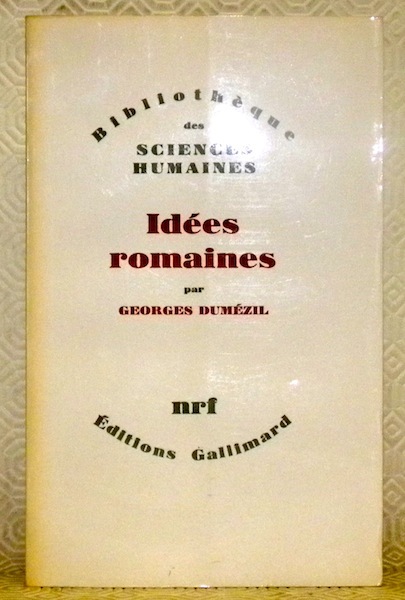 Bibliothèque
des
SCIENCES
HUMAINES
Idées
romaines
par
GEORGES DUMÉZIL
nrf
Éditions Gallimard